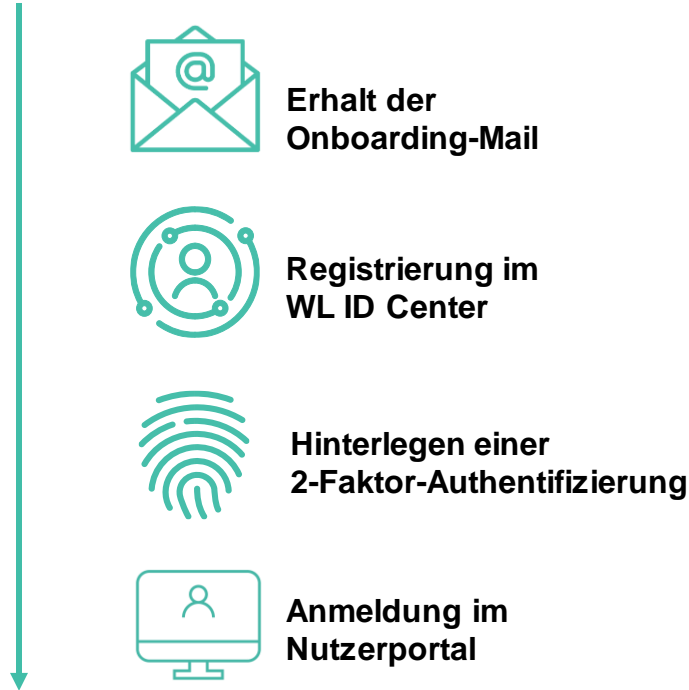 @
Erhalt der
Onboarding-Mail
Registrierung im
WL ID Center
Hinterlegen einer
2-Faktor-Authentifizierung
Anmeldung im
Nutzerportal